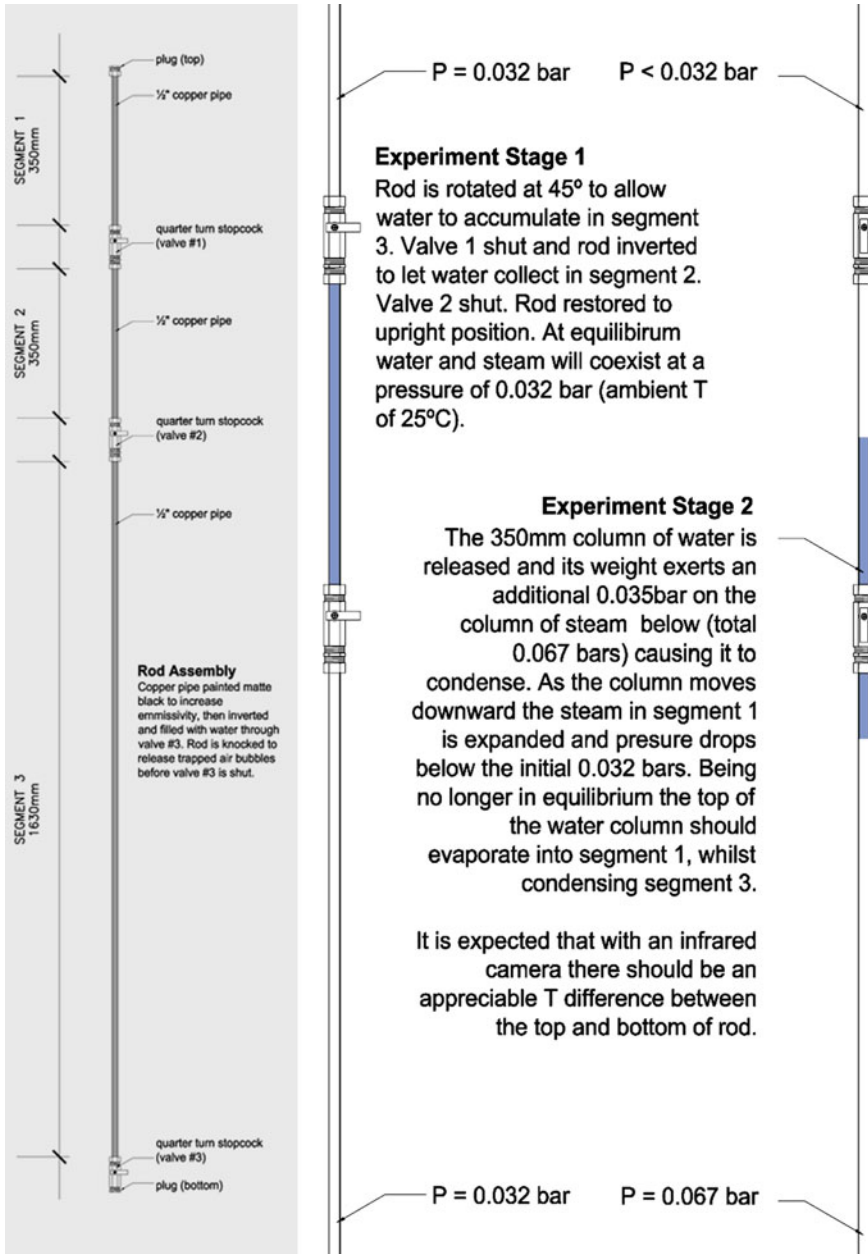 plug (top)
½" copper pipe
SEGMENT 1
350mm
quarter turn stopcock
(valve #1)
½" copper pipe
SEGMENT 2
350mm
quarter turn stopcock
(valve #2)
½" copper pipe
Rod Assembly
Copper pipe painted matte
black to increase
emmissivity, then inverted
and filled with water through
valve #3. Rod is knocked to
release trapped air bubbles
before valve #3 is shut.
SEGMENT 3
1630mm
quarter turn stopcock
(valve #3)
plug (bottom)
P = 0.032 bar
P < 0.032 bar
Experiment Stage 1
Rod is rotated at 45º to allow
water to accumulate in segment
3. Valve 1 shut and rod inverted
to let water collect in segment 2.
Valve 2 shut. Rod restored to
upright position. At equilibirum
water and steam will coexist at a
pressure of 0.032 bar (ambient T
of 25ºC).
Experiment Stage 2
The 350mm column of water is
released and its weight exerts an
additional 0.035bar on the
column of steam below (total
0.067 bars) causing it to
condense. As the column moves
downward the steam in segment 1
is expanded and presure drops
below the initial 0.032 bars. Being
no longer in equilibrium the top of
the water column should
evaporate into segment 1, whilst
condensing segment 3.
It is expected that with an infrared
camera there should be an
appreciable T difference between
the top and bottom of rod.
P = 0.032 bar
P = 0.067 bar